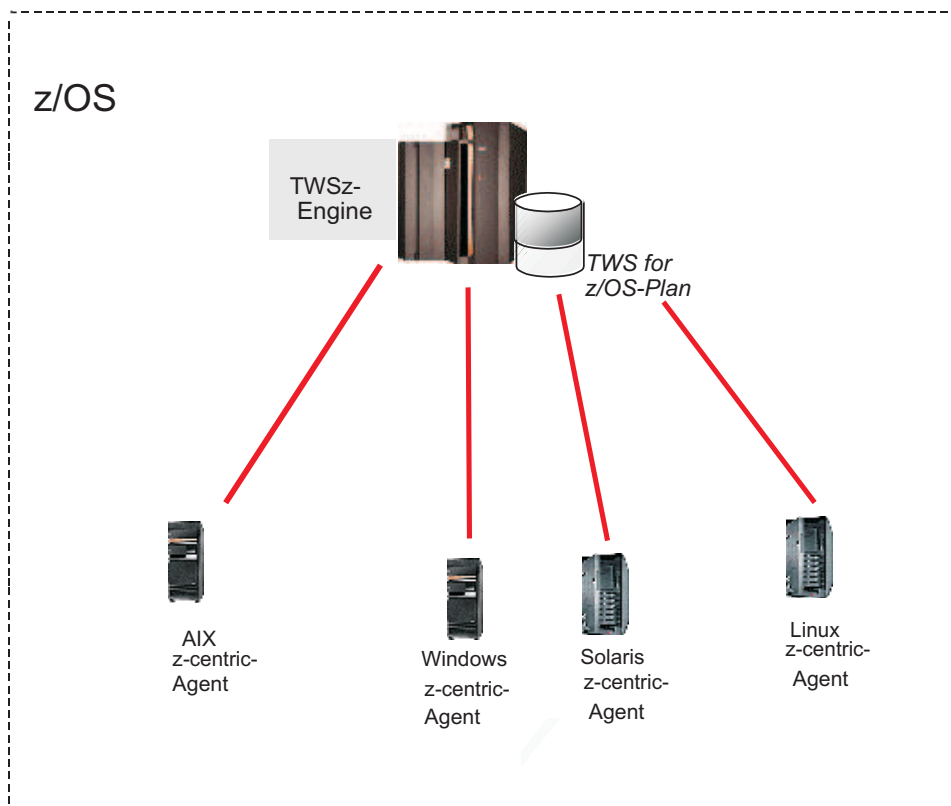 z/OS
TWSz-
Engine
TWS for
z/OS-Plan
AIX
z-centric-
Agent
Windows
z-centric-
Agent
Solaris
z-centric-
Agent
Linux
z-centric-
Agent